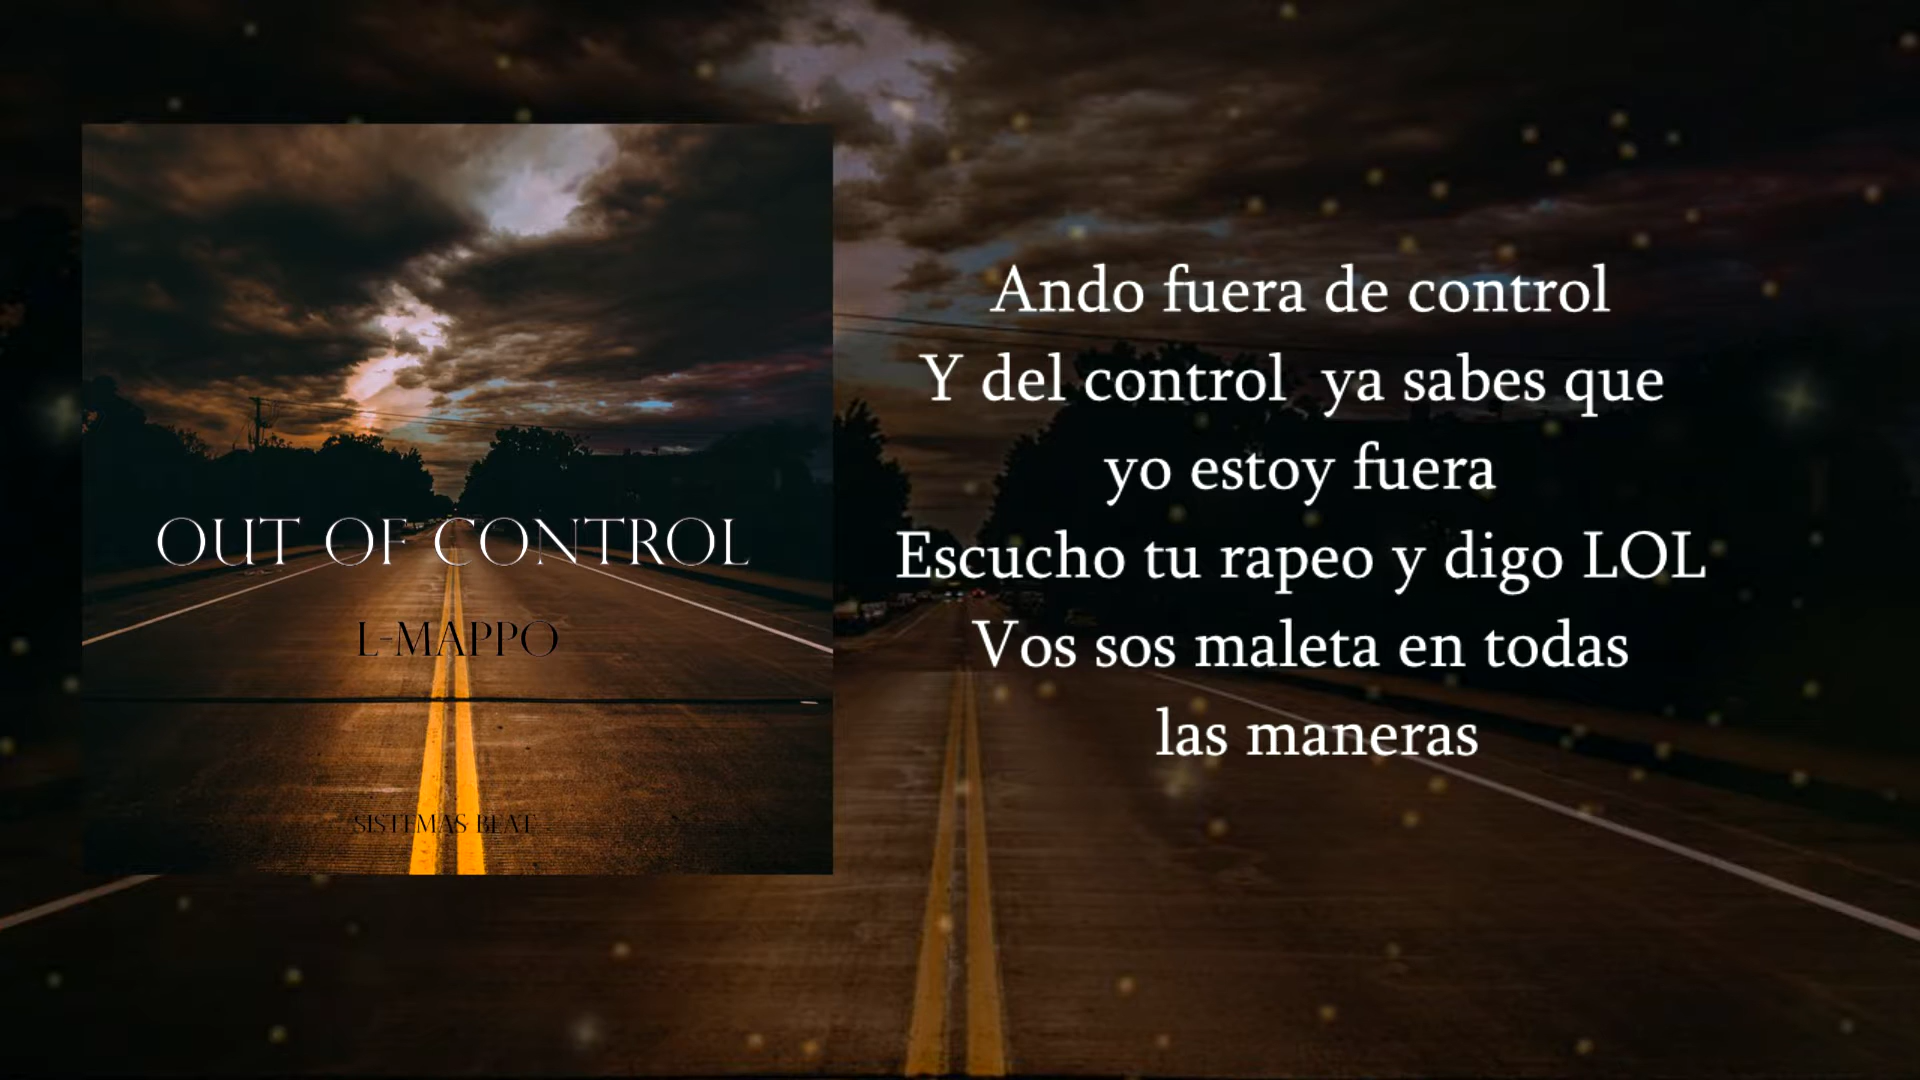 OUT OF CONTROL
L-MAPPO
SISTEMAS BEAT
Ando fuera de control
Y del control  ya sabes que
yo estoy fuera
Escucho tu rapeo y digo LOL
Vos sos maleta en todas
las maneras